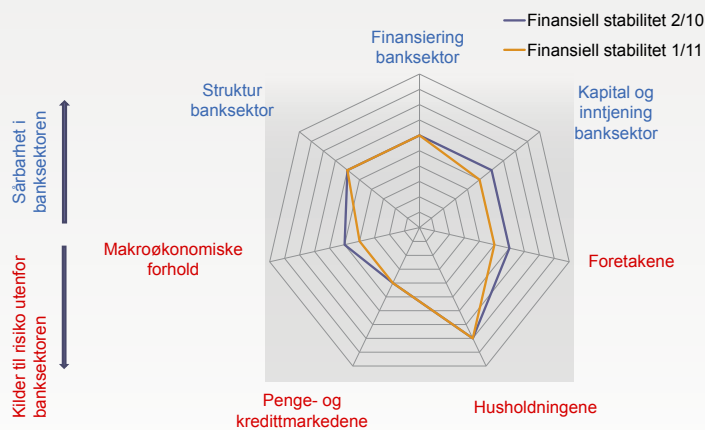 Finansiell stabilitet 2/10
Finansiell stabilitet 1/11
Finansiering
banksektor
Struktur
banksektor
Kapital og
inntjening
banksektor
Sårbarhet i
banksektoren
Makroøkonomiske
forhold
Foretakene
Kilder til risiko utenfor
banksektoren
Penge- og
kredittmarkedene
Husholdningene